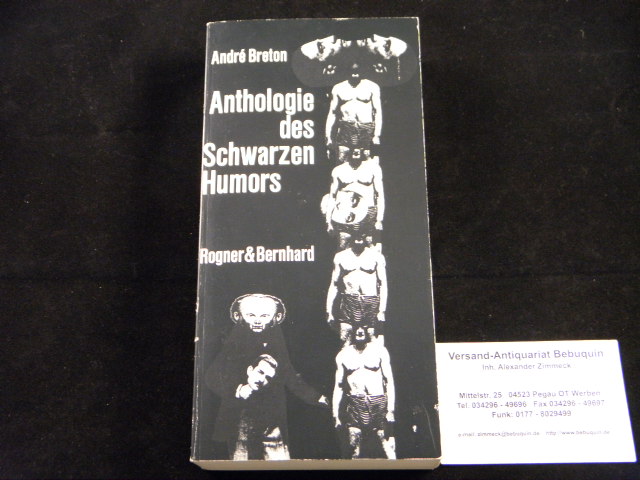 André Breton
Anthologie
des
Schwarzen
Humors
Rogner & Bernhard
Versand-Antiquariat Bebuquin
Inh. Alexander Zimmeck
Mittelstr. 25 . 04523 Pegau OT Werben
Tel. 034296 - 49696 . Fax 034296 - 49697
Funk: 0177 - 8029499
e-mail: zimmeck@bebuquin.de http://www.bebuquin.de